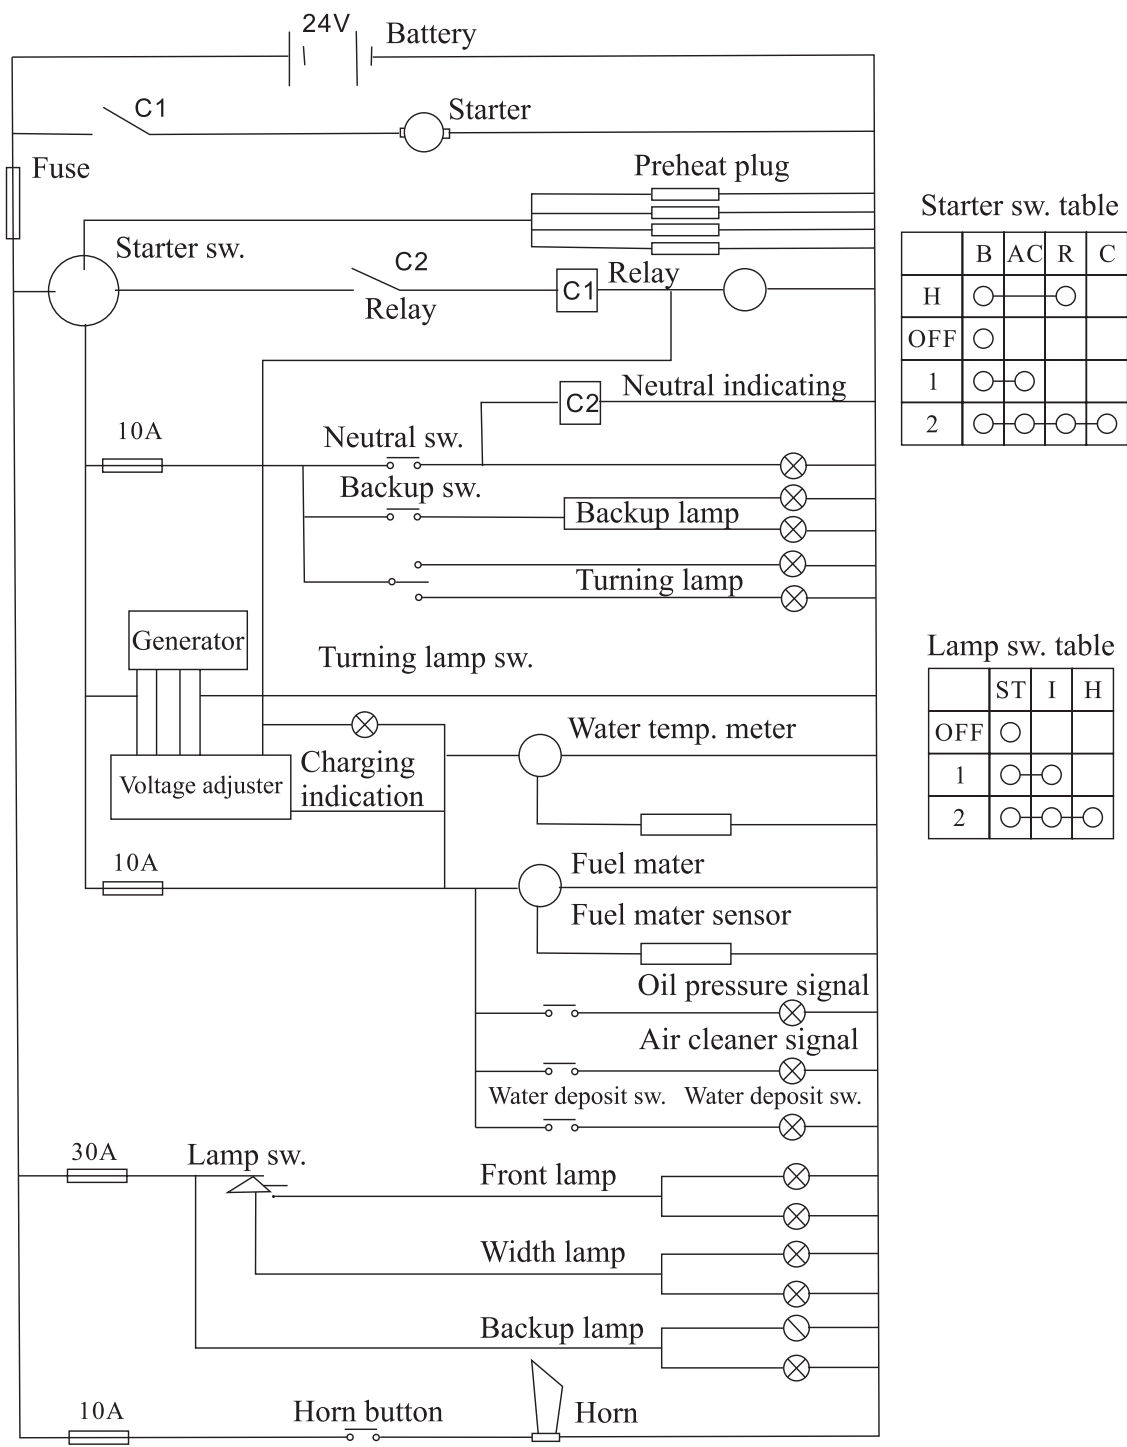 24V
Battery
C1
Starter
Fuse
Preheat plug
Starter sw.
C2
Relay
C1
Relay
Neutral indicating
C2
10A
Neutral sw.
Backup sw.
Backup lamp
Turning lamp
Generator
Turning lamp sw.
Water temp. meter
Voltage adjuster
Charging
indication
10A
Fuel mater
Fuel mater sensor
Oil pressure signal
Air cleaner signal
Water deposit sw. Water deposit sw.
30A
Lamp sw.
Front lamp
Width lamp
Backup lamp
10A
Horn button
Horn
Starter sw. table
B AC R C
H
OFF
1
2
Lamp sw. table
ST I H
OFF
1
2